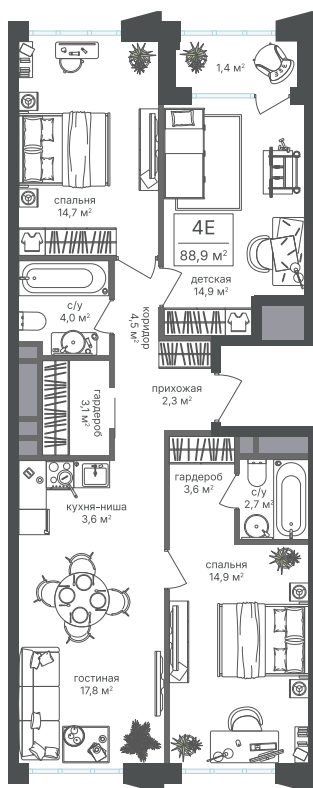 1,4 м²
спальня
14,7 м²
4Е
88,9 м²
детская
14,9 м²
с/у
4,0 м²
коридор
4,5 м²
гардероб
3,1 м²
прихожая
2,3 м²
гардероб
3,6 м²
с/у
2,7 м²
кухня-ниша
3,6 м²
спальня
14,9 м²
гостиная
17,8 м²